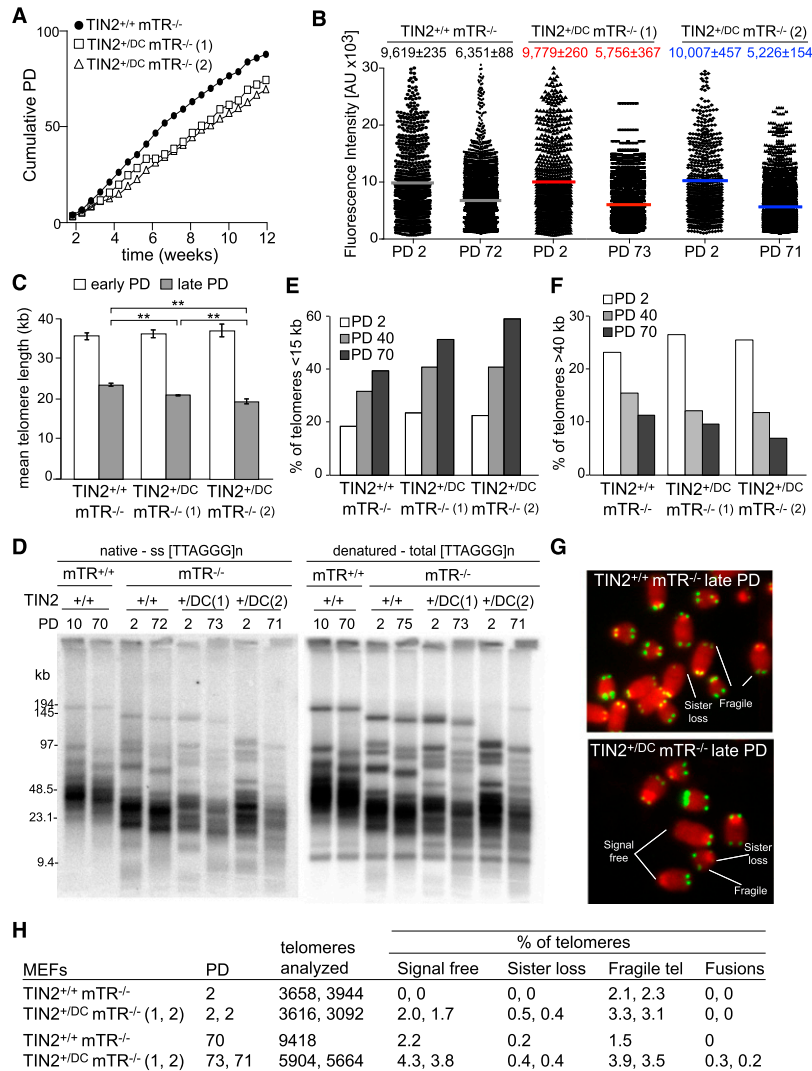 A
Cumulative PD
100
50
0
2 4 6 8 10 12
time (weeks)
TIN2+/+ mTR-/-
TIN2+/DC mTR-/- (1)
TIN2+/DC mTR-/- (2)
B
TIN2+/+ mTR-/- TIN2+/DC mTR-/- (1) TIN2+/DC mTR-/- (2)
9,619±235 6,351±88 9,779±260 5,756±367 10,007±457 5,226±154
Fluorescence Intensity [AU x10³]
30
20
10
0
PD 2 PD 72 PD 2 PD 73 PD 2 PD 71
C
early PD late PD
** ** **
mean telomere length (kb)
40
30
20
10
0
TIN2+/+ TIN2+/DC TIN2+/DC
mTR-/- mTR-/- (1) mTR-/- (2)
E
% of telomeres <15 kb
60
40
20
0
PD 2
PD 40
PD 70
TIN2+/+ TIN2+/DC TIN2+/DC
mTR-/- mTR-/- (1) mTR-/- (2)
F
% of telomeres >40 kb
30
20
10
0
PD 2
PD 40
PD 70
TIN2+/+ TIN2+/DC TIN2+/DC
mTR-/- mTR-/- (1) mTR-/- (2)
D
native - ss [TTAGGG]n denatured - total [TTAGGG]n
mTR+/+ mTR-/- mTR+/+ mTR-/-
TIN2 +/+ +/+ +/DC(1) +/DC(2) +/+ +/+ +/DC(1) +/DC(2)
PD 10 70 2 72 2 73 2 71 10 70 2 75 2 73 2 71
kb
194
145
97
48.5
23.1
9.4
G
TIN2+/+ mTR-/- late PD
Sister
loss
Fragile
TIN2+/DC mTR-/- late PD
Signal
free
Sister
loss
Fragile
H
% of telomeres
telomeres
MEFs PD analyzed Signal free Sister loss Fragile tel Fusions
TIN2+/+ mTR-/- 2 3658, 3944 0, 0 0, 0 2.1, 2.3 0, 0
TIN2+/DC mTR-/- (1, 2) 2, 2 3616, 3092 2.0, 1.7 0.5, 0.4 3.3, 3.1 0, 0
TIN2+/+ mTR-/- 70 9418 2.2 0.2 1.5 0
TIN2+/DC mTR-/- (1, 2) 73, 71 5904, 5664 4.3, 3.8 0.4, 0.4 3.9, 3.5 0.3, 0.2